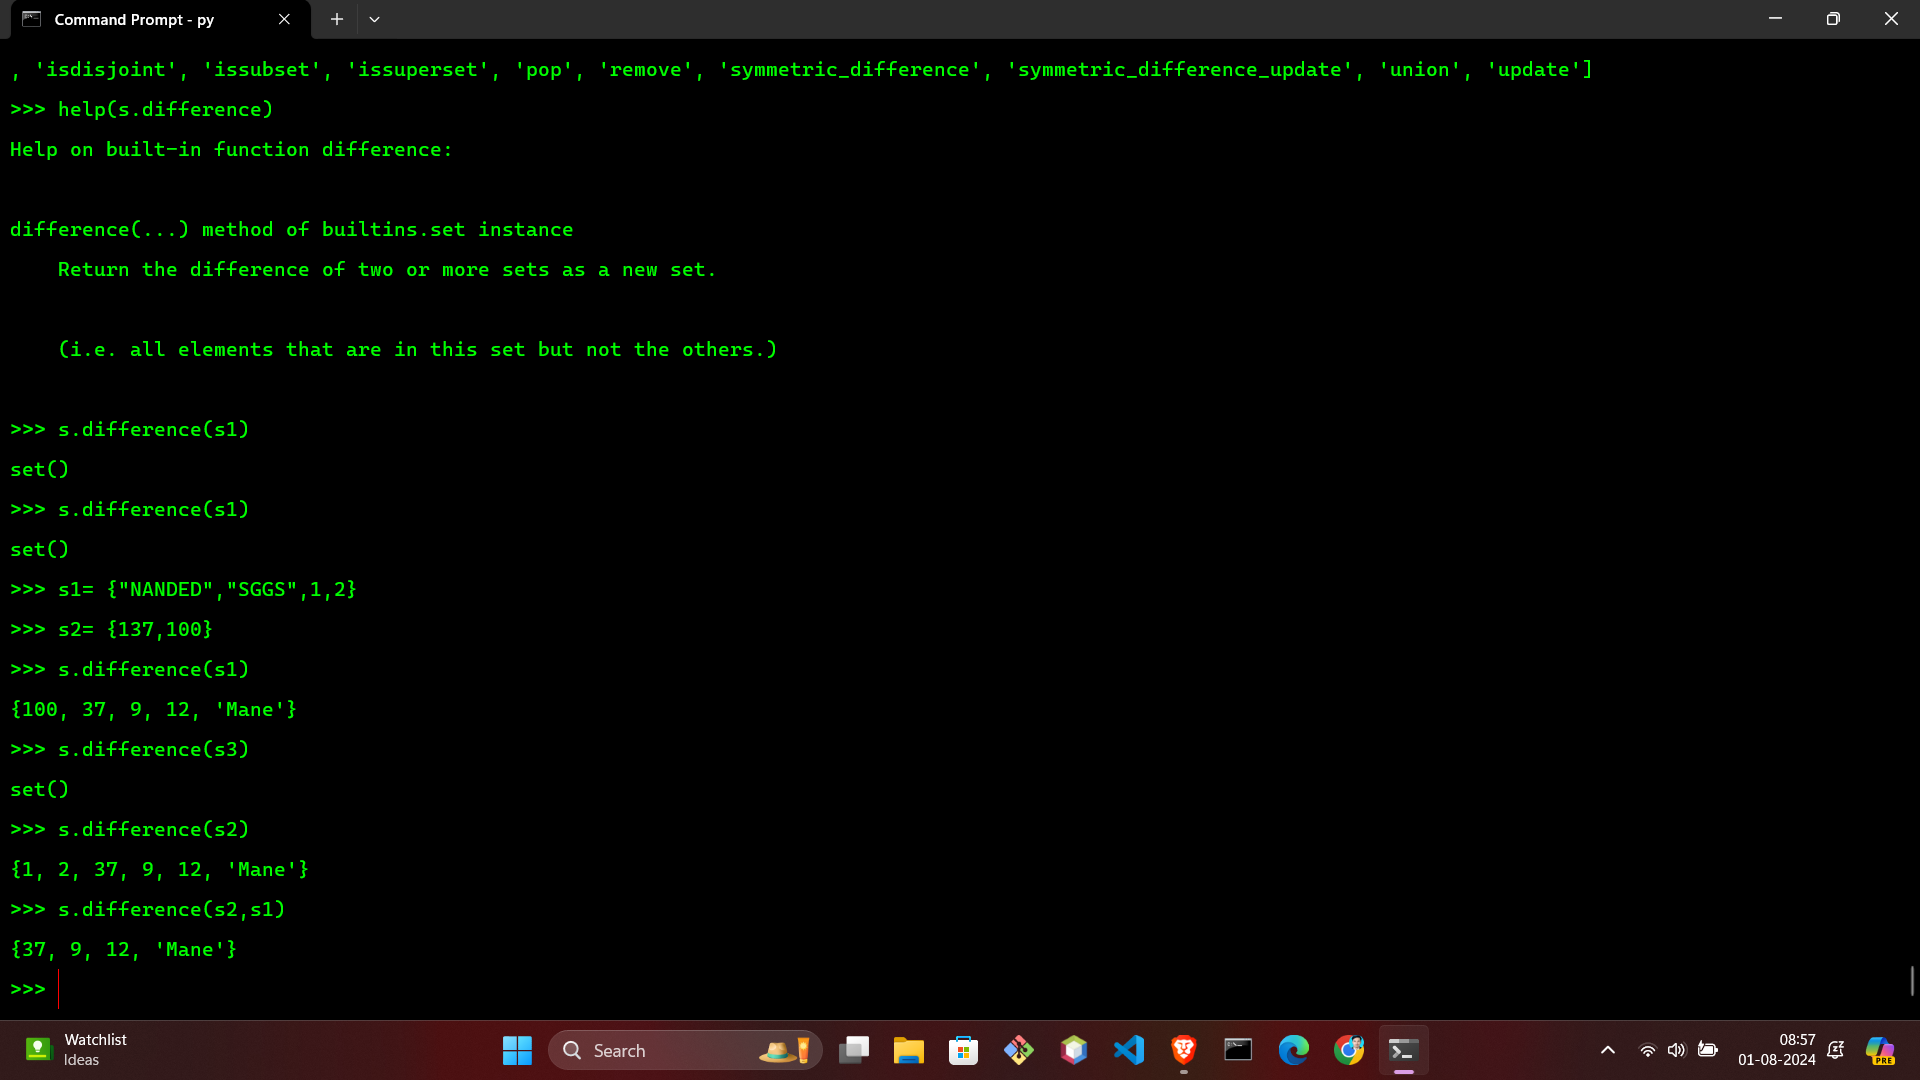 Command Prompt - py
, 'isdisjoint', 'issubset', 'issuperset', 'pop', 'remove', 'symmetric_difference', 'symmetric_difference_update', 'union', 'update']
>>> help(s.difference)
Help on built-in function difference:
difference(...) method of builtins.set instance
    Return the difference of two or more sets as a new set.
    (i.e. all elements that are in this set but not the others.)
>>> s.difference(s1)
set()
>>> s.difference(s1)
set()
>>> s1= {"NANDED","SGGS",1,2}
>>> s2= {137,100}
>>> s.difference(s1)
{100, 37, 9, 12, 'Mane'}
>>> s.difference(s3)
set()
>>> s.difference(s2)
{1, 2, 37, 9, 12, 'Mane'}
>>> s.difference(s2,s1)
{37, 9, 12, 'Mane'}
>>>
Watchlist
Ideas
Search
08:57
01-08-2024
PRE